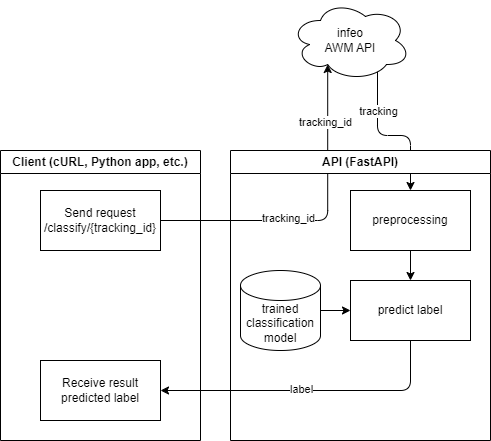 infeo
AWM API
tracking
tracking_id
Client (cURL, Python app, etc.)
API (FastAPI)
Send request
/classify/{tracking_id}
tracking_id
preprocessing
trained
classification
model
predict label
Receive result
predicted label
label